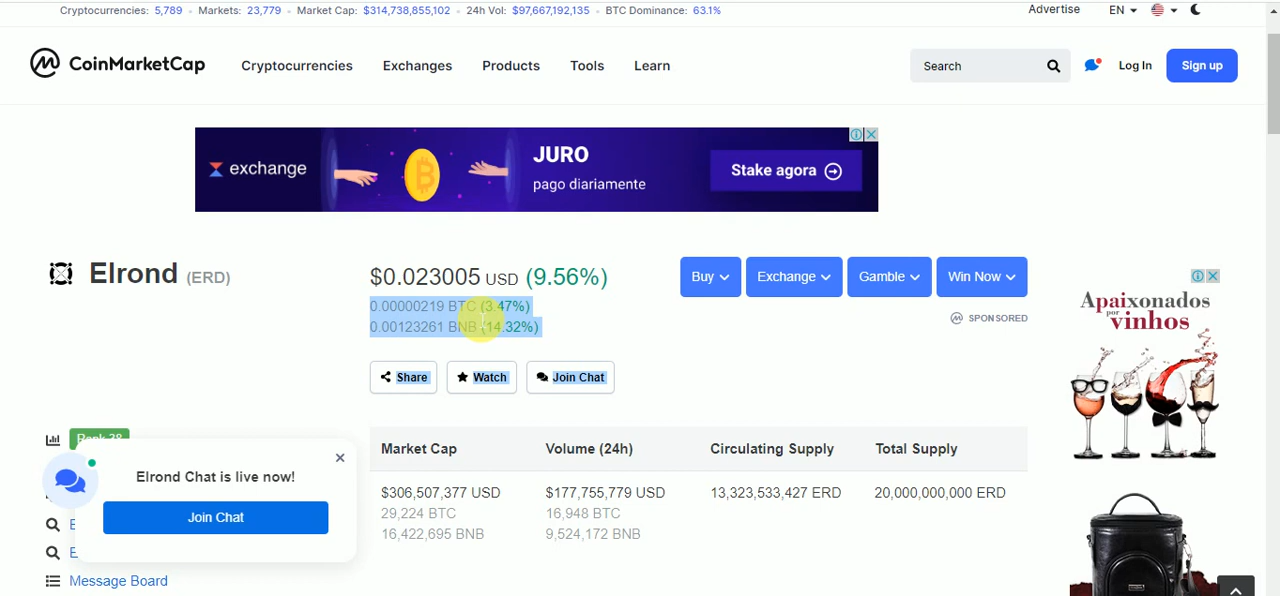 Cryptocurrencies: 5,789 • Markets: 23,779 • Market Cap: $314,738,855,102 • 24h Vol: $97,667,192,135 • BTC Dominance: 63.1%
Advertise EN
CoinMarketCap
Cryptocurrencies Exchanges Products Tools Learn
Search
Log In
Sign up
exchange
JURO
pago diariamente
Stake agora
Elrond (ERD)
$0.023005 USD (9.56%)
0.00000219 BTC (3.47%)
0.00123261 BNB (14.32%)
Buy Exchange Gamble Win Now
SPONSORED
Share Watch Join Chat
Apaixonados
por
vinhos
Market Cap Volume (24h) Circulating Supply Total Supply
$306,507,377 USD $177,755,779 USD 13,323,533,427 ERD 20,000,000,000 ERD
29,224 BTC 16,948 BTC
16,422,695 BNB 9,524,172 BNB
Elrond Chat is live now!
Join Chat
E
E
Message Board